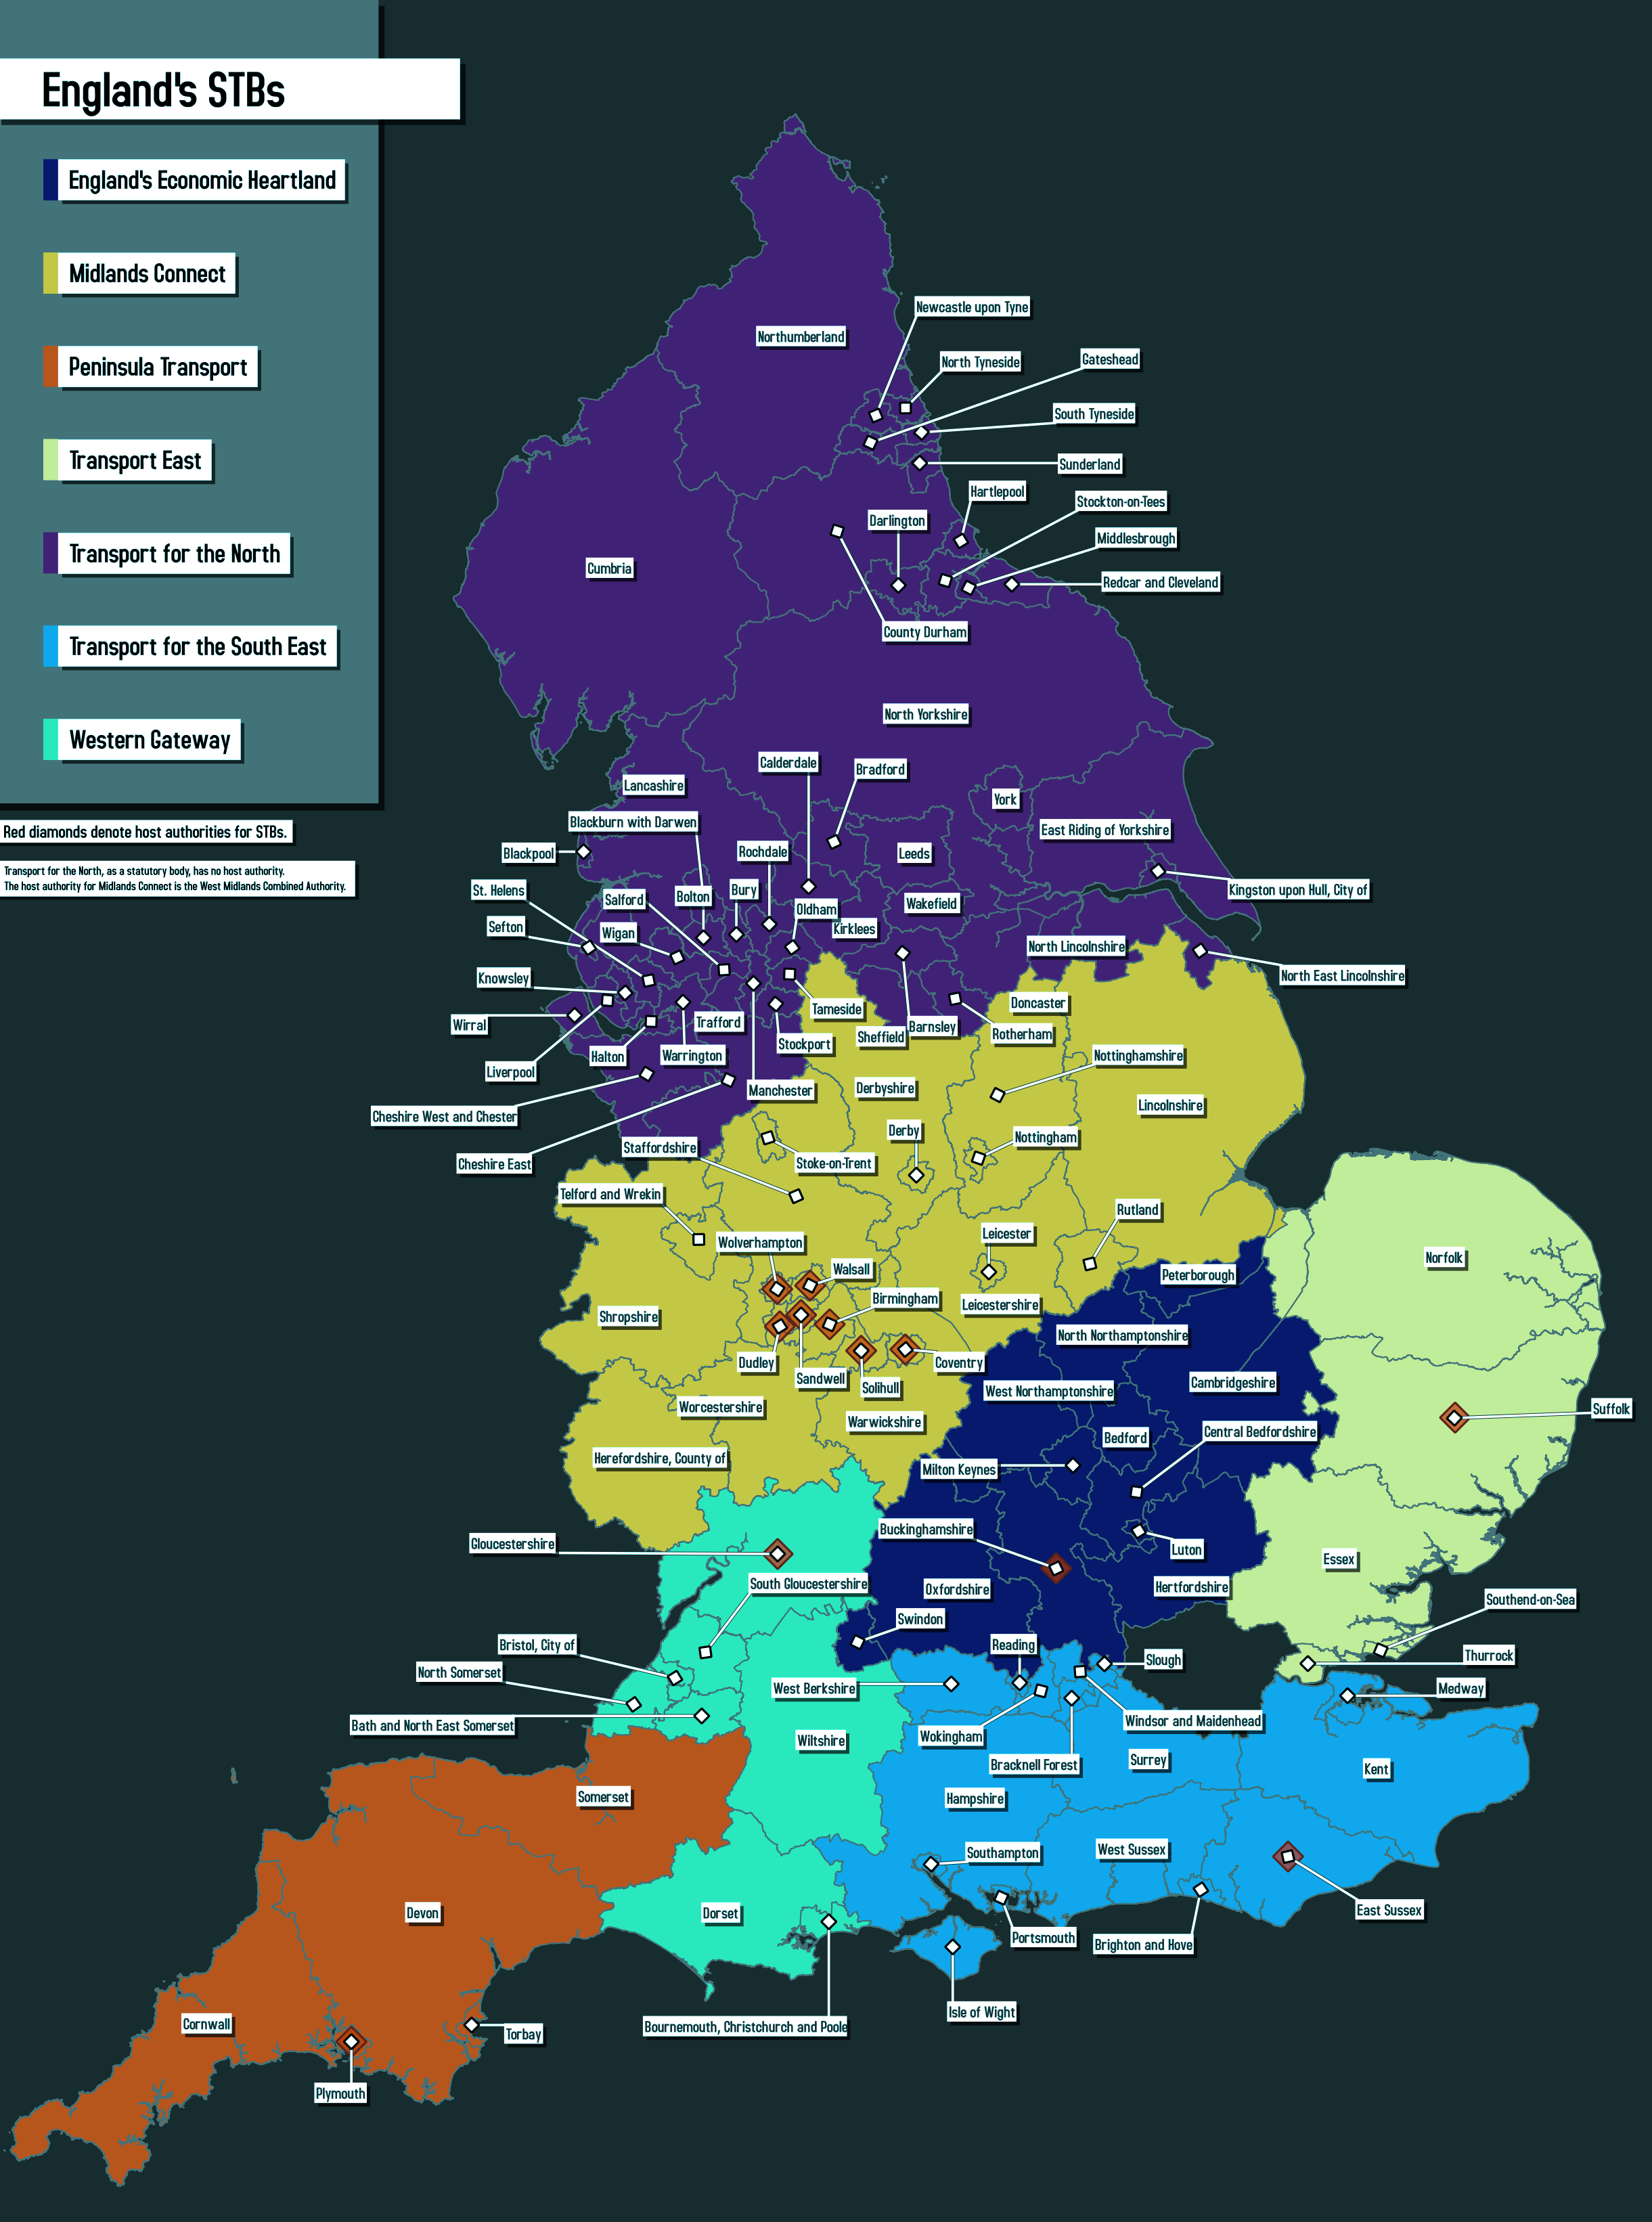 England's STBs
England's Economic Heartland
Midlands Connect
Peninsula Transport
Transport East
Transport for the North
Transport for the South East
Western Gateway
Red diamonds denote host authorities for STBs.
Transport for the North, as a statutory body, has no host authority.
The host authority for Midlands Connect is the West Midlands Combined Authority.
Newcastle upon Tyne
Northumberland
North Tyneside
Gateshead
South Tyneside
Sunderland
Hartlepool
Stockton-on-Tees
Darlington
Middlesbrough
Cumbria
Redcar and Cleveland
County Durham
North Yorkshire
Calderdale
Bradford
Lancashire
York
Blackburn with Darwen
East Riding of Yorkshire
Blackpool
Rochdale
Leeds
St. Helens
Salford
Bolton
Bury
Kingston upon Hull, City of
Oldham
Wakefield
Sefton
Wigan
Kirklees
North Lincolnshire
Knowsley
North East Lincolnshire
Tameside
Doncaster
Wirral
Trafford
Barnsley
Sheffield
Rotherham
Stockport
Halton
Warrington
Nottinghamshire
Liverpool
Manchester
Derbyshire
Lincolnshire
Cheshire West and Chester
Derby
Nottingham
Staffordshire
Cheshire East
Stoke-on-Trent
Telford and Wrekin
Rutland
Wolverhampton
Leicester
Norfolk
Walsall
Peterborough
Birmingham
Leicestershire
Shropshire
North Northamptonshire
Dudley
Coventry
Sandwell
Solihull
Cambridgeshire
West Northamptonshire
Worcestershire
Suffolk
Warwickshire
Central Bedfordshire
Bedford
Herefordshire, County of
Milton Keynes
Buckinghamshire
Gloucestershire
Luton
Essex
South Gloucestershire
Oxfordshire
Hertfordshire
Southend-on-Sea
Swindon
Bristol, City of
Reading
Slough
Thurrock
North Somerset
West Berkshire
Medway
Bath and North East Somerset
Windsor and Maidenhead
Wokingham
Wiltshire
Bracknell Forest
Surrey
Kent
Somerset
Hampshire
Southampton
West Sussex
Devon
Dorset
East Sussex
Portsmouth
Brighton and Hove
Isle of Wight
Cornwall
Bournemouth, Christchurch and Poole
Torbay
Plymouth